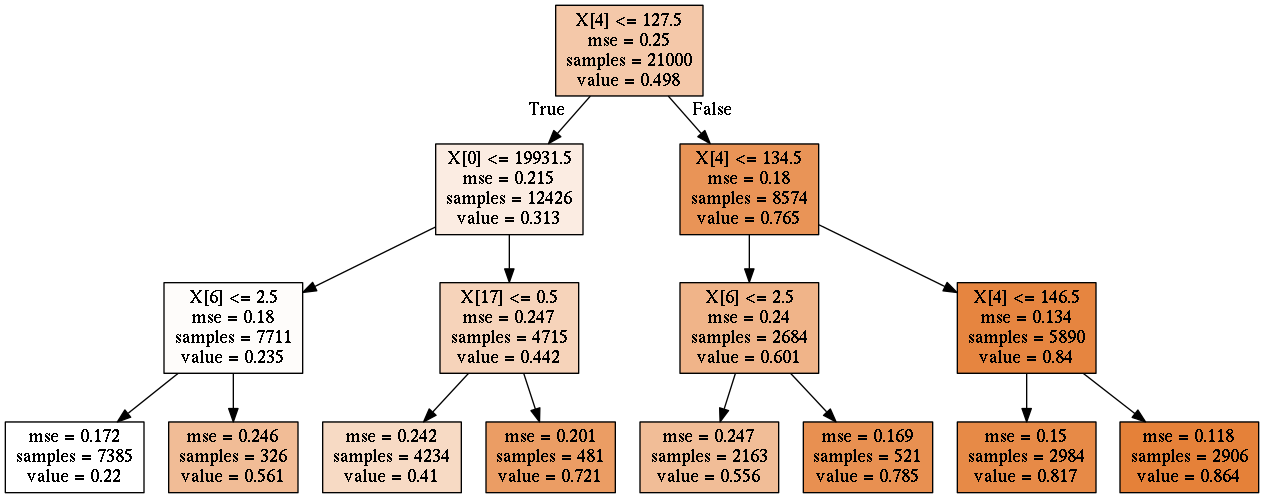 X[4] <= 127.5
mse = 0.25
samples = 21000
value = 0.498
True
False
X[0] <= 19931.5
mse = 0.215
samples = 12426
value = 0.313
X[4] <= 134.5
mse = 0.18
samples = 8574
value = 0.765
X[6] <= 2.5
mse = 0.18
samples = 7711
value = 0.235
X[17] <= 0.5
mse = 0.247
samples = 4715
value = 0.442
X[6] <= 2.5
mse = 0.24
samples = 2684
value = 0.601
X[4] <= 146.5
mse = 0.134
samples = 5890
value = 0.84
mse = 0.172
samples = 7385
value = 0.22
mse = 0.246
samples = 326
value = 0.561
mse = 0.242
samples = 4234
value = 0.41
mse = 0.201
samples = 481
value = 0.721
mse = 0.247
samples = 2163
value = 0.556
mse = 0.169
samples = 521
value = 0.785
mse = 0.15
samples = 2984
value = 0.817
mse = 0.118
samples = 2906
value = 0.864